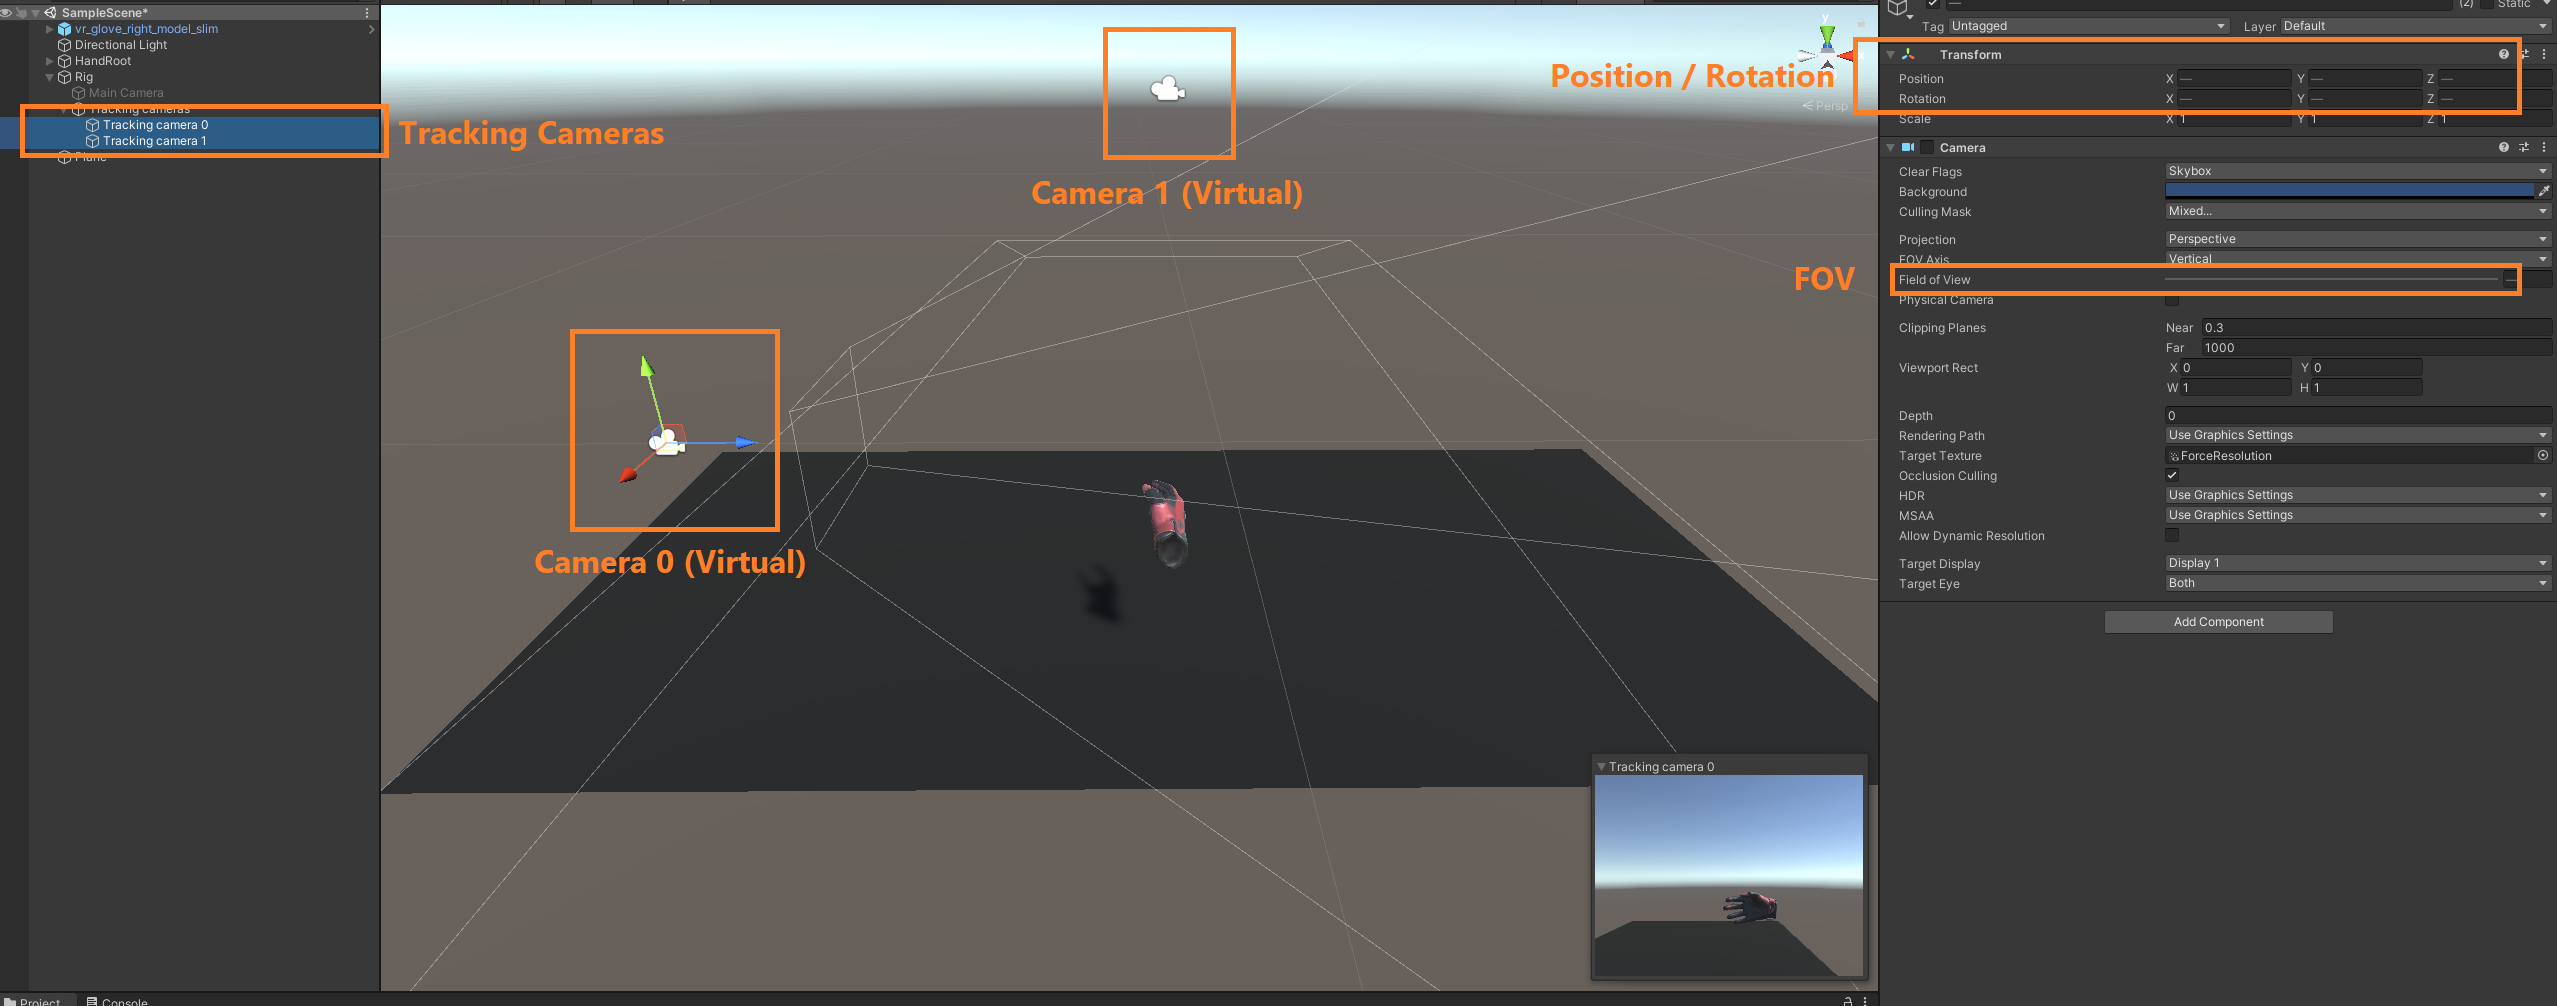 SampleScene*
vr_glove_right_model_slim
Directional Light
HandRoot
Rig
Main Camera
Tracking cameras
Tracking camera 0
Tracking camera 1
Plane
Tracking Cameras
Camera 1 (Virtual)
Camera 0 (Virtual)
Position / Rotation
y
Persp
FOV
Tracking camera 0
—
(2)
Static
Tag Untagged
Layer Default
Transform
Position X — Y — Z —
Rotation X — Y — Z —
Scale X 1 Y 1 Z 1
Camera
Clear Flags Skybox
Background
Culling Mask Mixed...
Projection Perspective
FOV Axis Vertical
Field of View —
Physical Camera
Clipping Planes Near 0.3
Far 1000
Viewport Rect X 0 Y 0
W 1 H 1
Depth 0
Rendering Path Use Graphics Settings
Target Texture ForceResolution
Occlusion Culling
HDR Use Graphics Settings
MSAA Use Graphics Settings
Allow Dynamic Resolution
Target Display Display 1
Target Eye Both
Add Component
Project
Console